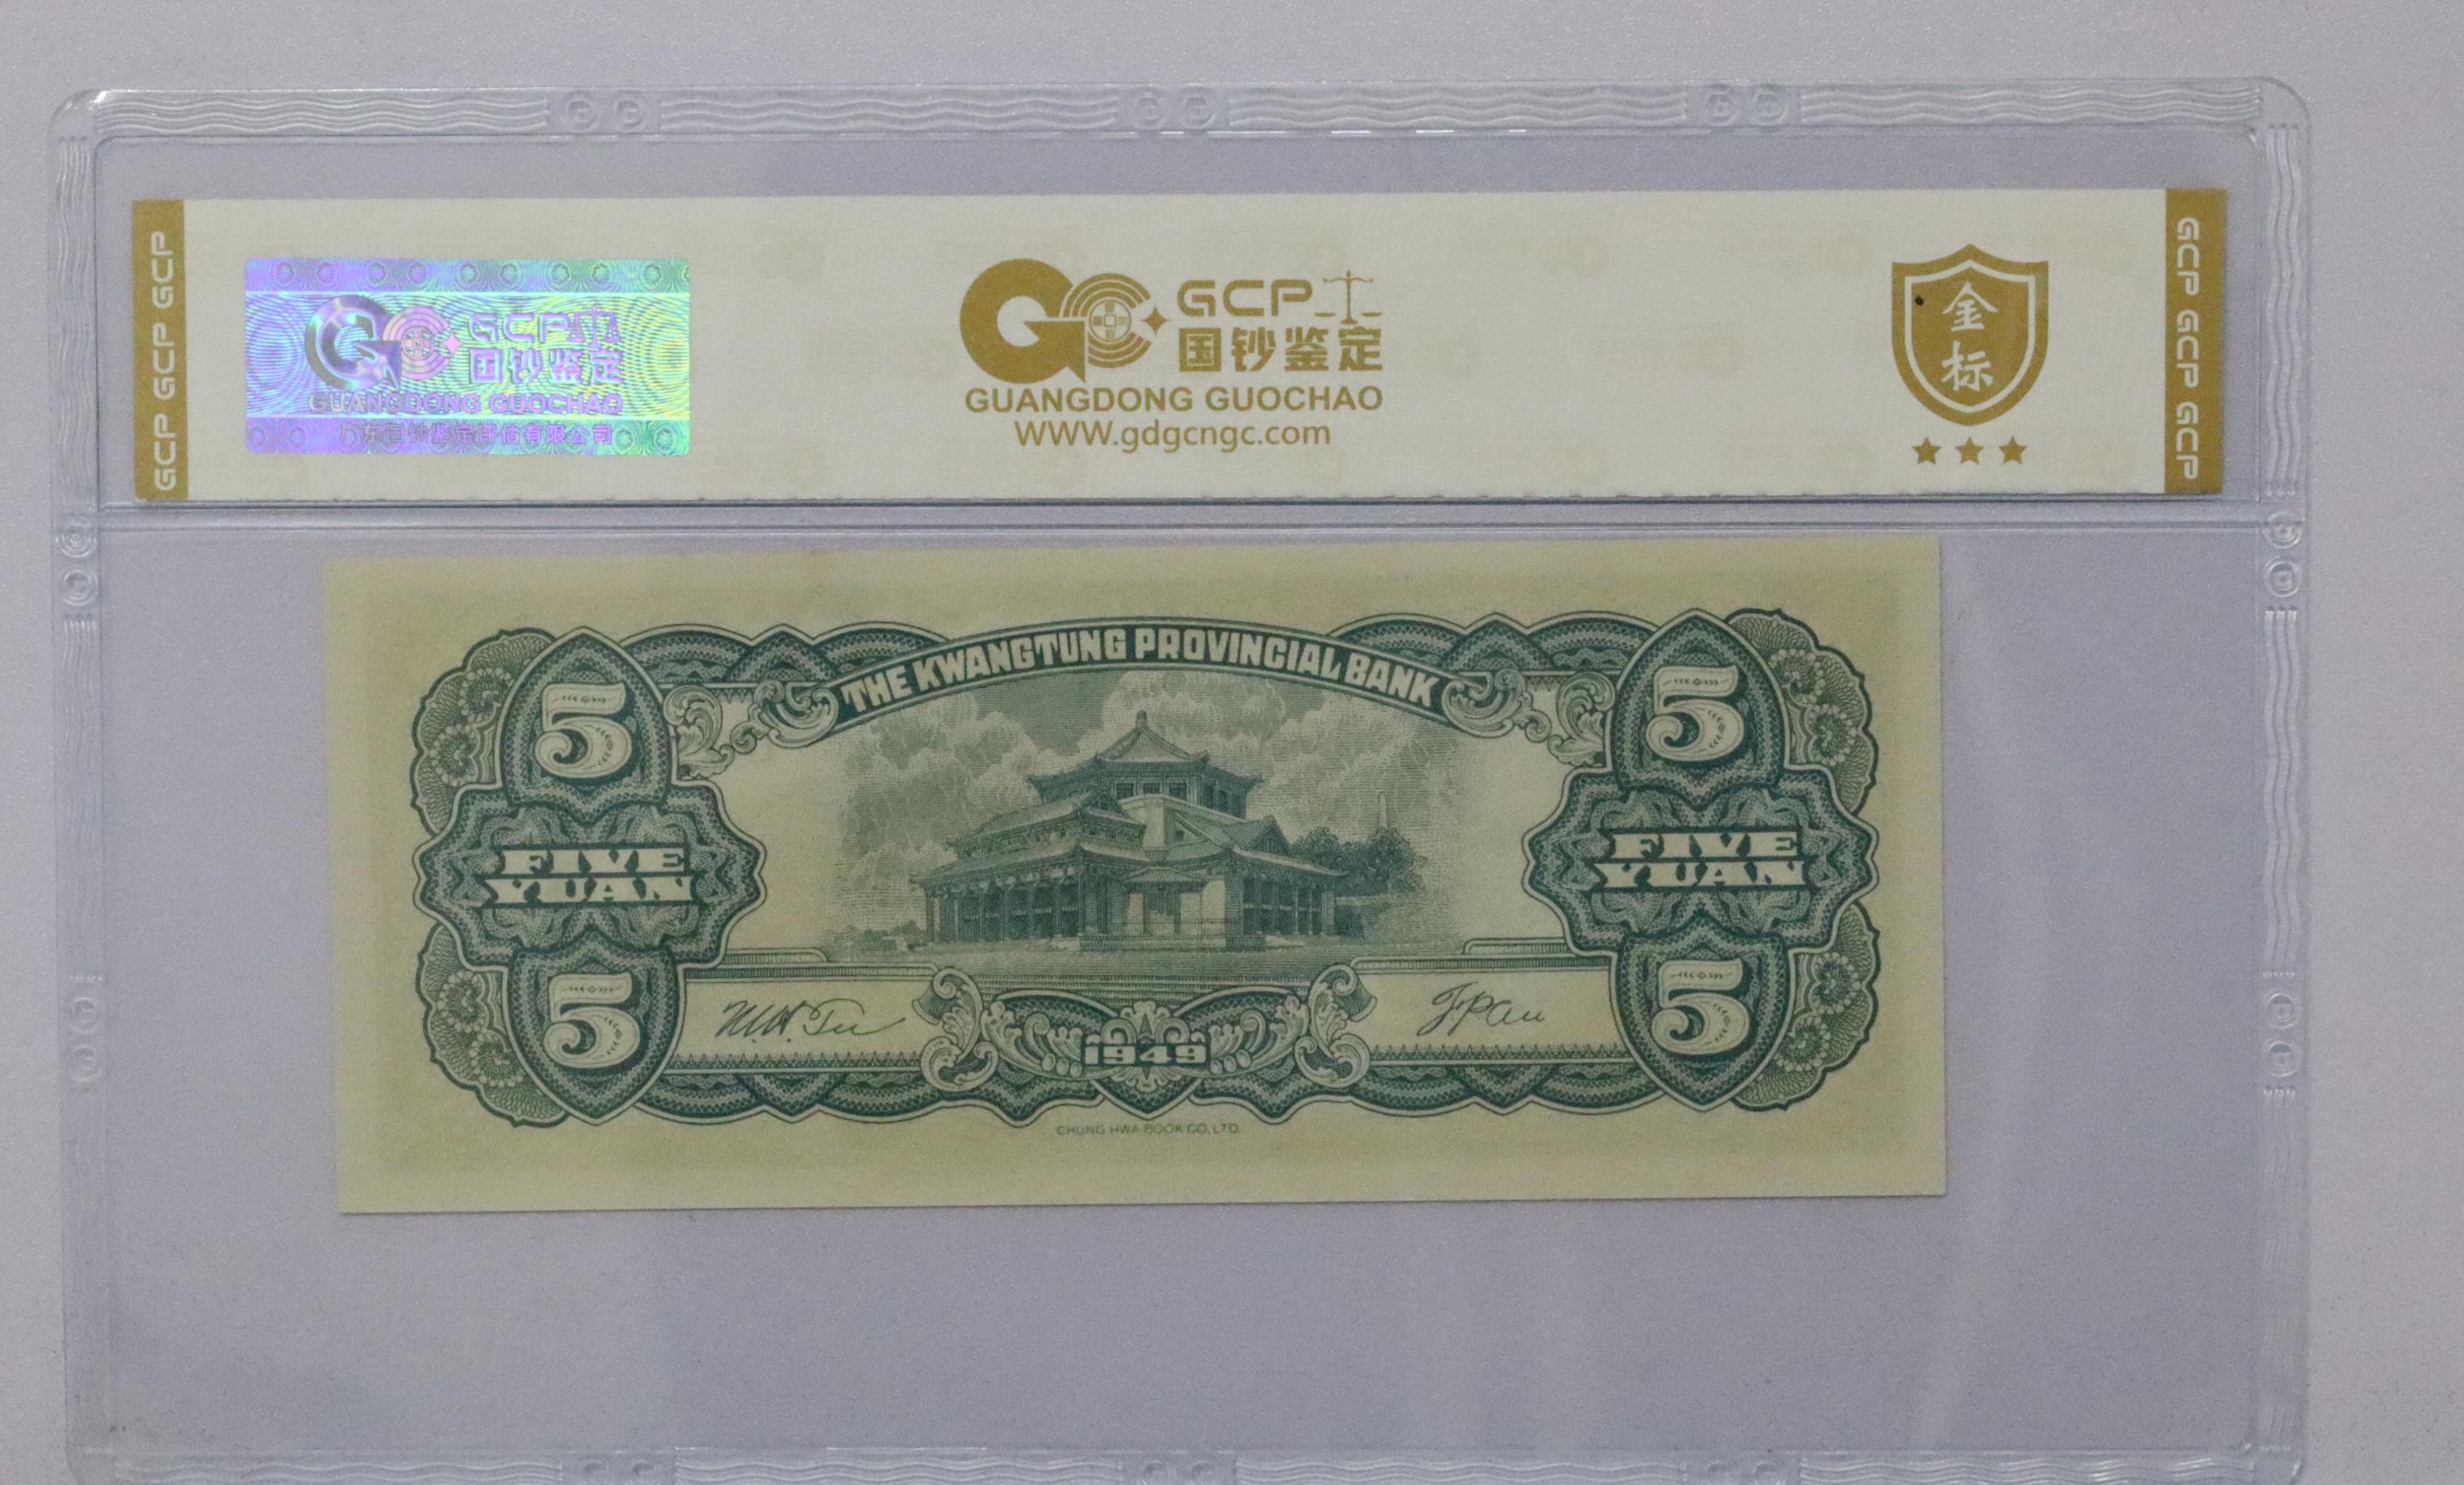 GCP GCP GCP
GCP
国钞鉴定
GUANGDONG GUOCHAO
广东国钞鉴定评估有限公司
GCP
国钞鉴定
GUANGDONG GUOCHAO
WWW.gdgcngc.com
金
标
GCP GCP GCP
THE KWANGTUNG PROVINCIAL BANK
5
5
FIVE
YUAN
FIVE
YUAN
5
5
1949
CHUNG HWA BOOK CO. LTD.